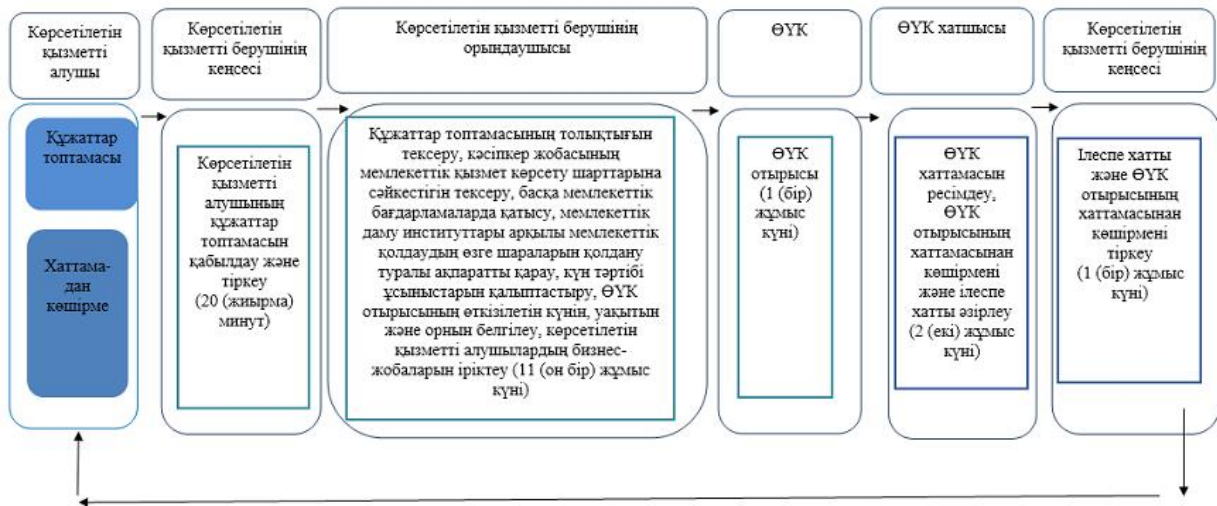 Көрсетілетін
қызметті
алушы
Көрсетілетін
қызметті берушінің
кеңсесі
Көрсетілетін қызметті берушінің
орындаушысы
ӨҮК
ӨҮК хатшысы
Көрсетілетін
қызметті берушінің
кеңсесі
Құжаттар
топтамасы
Хаттама-
дан
көшірме
Көрсетілетін
қызметті
алушының
құжаттар
топтамасын
қабылдау және
тіркеу
(20 (жиырма)
минут)
Құжаттар топтамасының толықтығын
тексеру, кәсіпкер жобасының
мемлекеттік қызмет көрсету шарттарына
сәйкестігін тексеру, басқа мемлекеттік
бағдарламаларда қатысу, мемлекеттік
даму институттары арқылы мемлекеттік
қолдаудың өзге шараларын қолдану
туралы ақпаратты қарау, күн тәртібі
ұсыныстарын қалыптастыру, ӨҮК
отырысының өткізілетін күнін, уақытын
және орнын белгілеу, көрсетілетін
қызметті алушылардың бизнес-
жобаларын іріктеу (11 (он бір) жұмыс
күні)
ӨҮК
отырысы
(1 (бір)
жұмыс
күні)
ӨҮК
хаттамасын
ресімдеу,
ӨҮК
отырысының
хаттамасынан
көшірмені
және ілеспе
хатты әзірлеу
(2 (екі) жұмыс
күні)
Ілеспе хатты
және ӨҮК
отырысының
хаттамасынан
көшірмені
тіркеу
(1 (бір) жұмыс
күні)